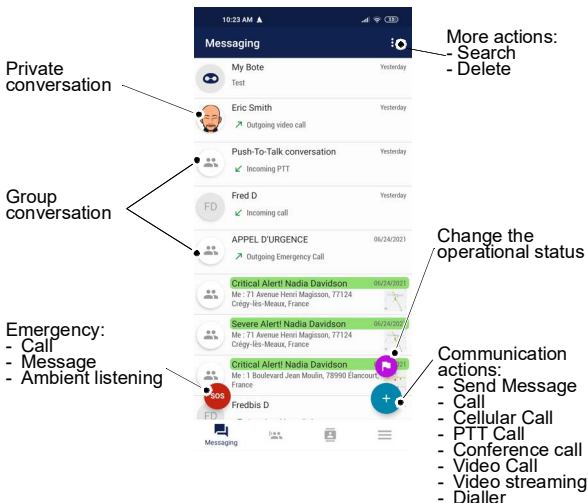 10:23 AM
33
Messaging
More actions:
- Search
- Delete
My Bote
Yesterday
Test
Private
conversation
Eric Smith
Yesterday
Outgoing video call
Push-To-Talk conversation
Yesterday
Incoming PTT
Group
conversation
FD
Fred D
Yesterday
Incoming call
APPEL D'URGENCE
06/24/2021
Outgoing Emergency Call
Change the
operational status
Critical Alert! Nadia Davidson
06/24/2021
Me : 71 Avenue Henri Magisson, 77124
Crégy-lès-Meaux, France
Severe Alert! Nadia Davidson
06/24/2021
Me : 71 Avenue Henri Magisson, 77124
Crégy-lès-Meaux, France
Emergency:
- Call
- Message
- Ambient listening
Critical Alert! Nadia Davidson
Me : 1 Boulevard Jean Moulin, 78990 Élancourt,
France
SOS
+
FD
Fredbis D
Messaging
Communication
actions:
- Send Message
- Call
- Cellular Call
- PTT Call
- Conference call
- Video Call
- Video streaming
- Dialler